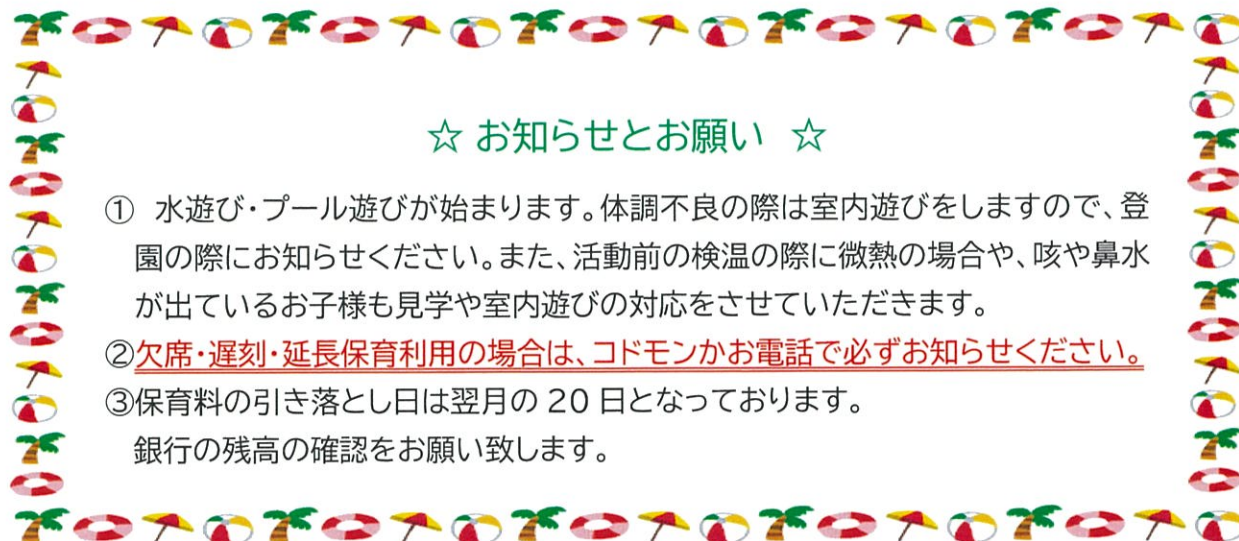 ☆ お知らせとお願い ☆
① 水遊び・プール遊びが始まります。体調不良の際は室内遊びをしますので、登
園の際にお知らせください。また、活動前の検温の際に微熱の場合や、咳や鼻水
が出ているお子様も見学や室内遊びの対応をさせていただきます。
②欠席・遅刻・延長保育利用の場合は、コドモンかお電話で必ずお知らせください。
③保育料の引き落とし日は翌月の 20 日となっております。
銀行の残高の確認をお願い致します。